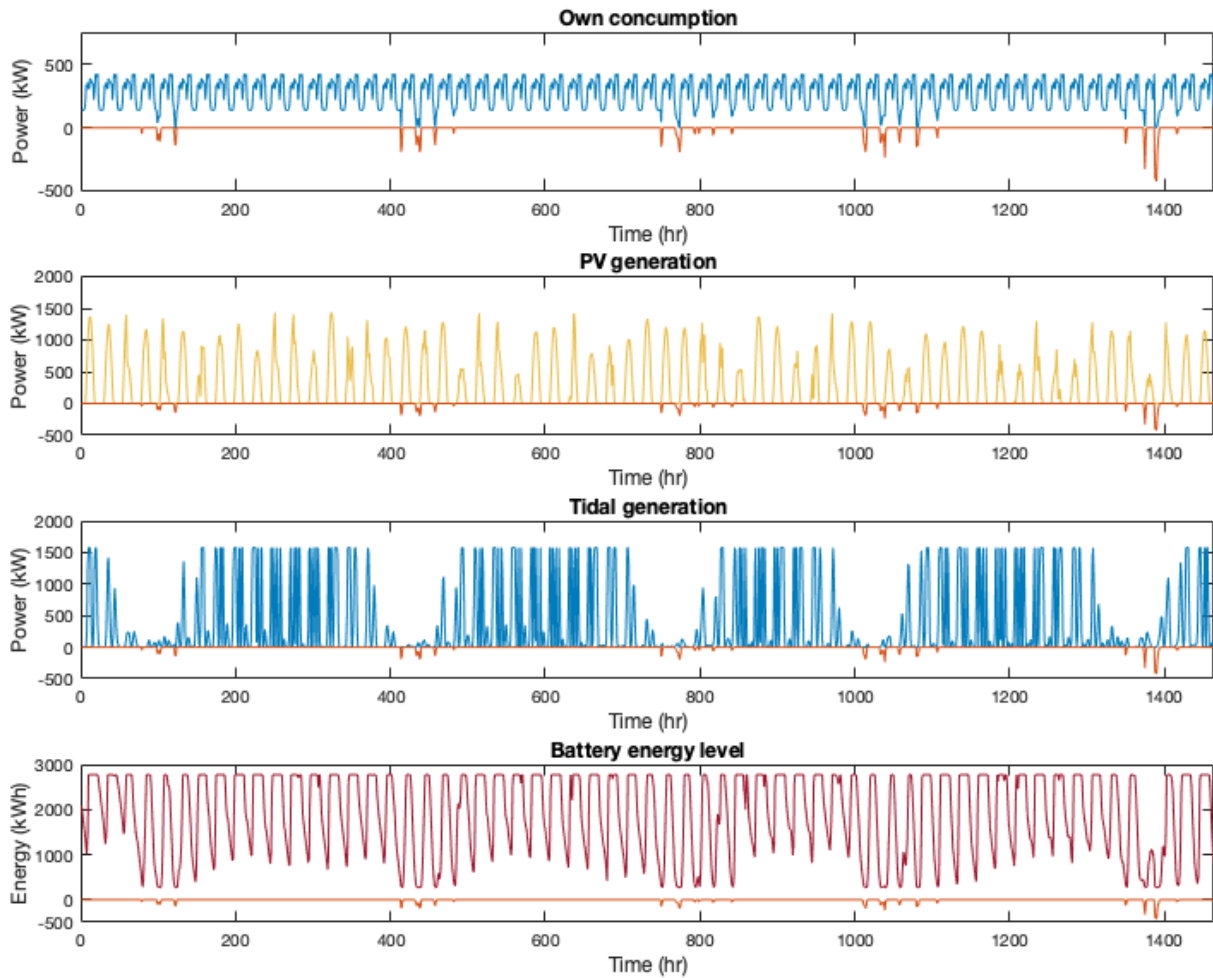 Own concumption
Power (kW)
500
0
-500
0 200 400 600 800 1000 1200 1400
Time (hr)
PV generation
Power (kW)
2000
1500
1000
500
0
-500
0 200 400 600 800 1000 1200 1400
Time (hr)
Tidal generation
Power (kW)
2000
1500
1000
500
0
-500
0 200 400 600 800 1000 1200 1400
Time (hr)
Battery energy level
Energy (kWh)
3000
2000
1000
0
-500
0 200 400 600 800 1000 1200 1400
Time (hr)